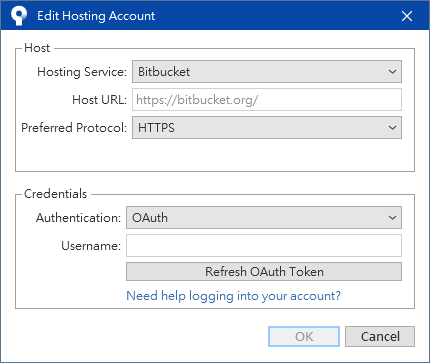 Edit Hosting Account
Host
Hosting Service: Bitbucket
Host URL: https://bitbucket.org/
Preferred Protocol: HTTPS
Credentials
Authentication: OAuth
Username:
Refresh OAuth Token
Need help logging into your account?
OK Cancel